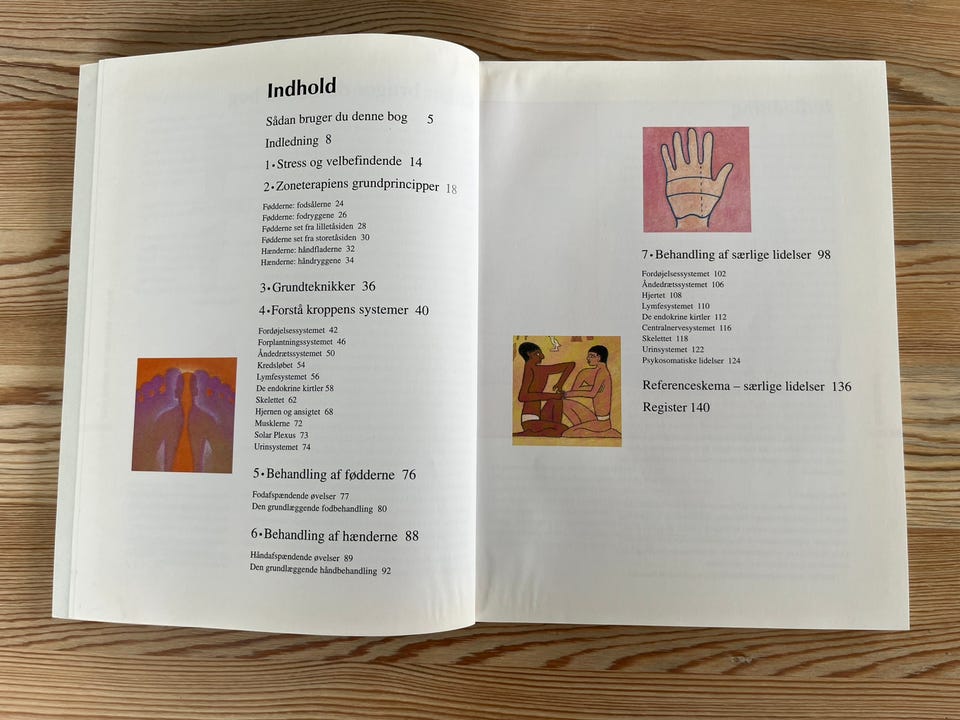 Indhold
Sådan bruger du denne bog 5
Indledning 8
1•Stress og velbefindende 14
2•Zoneterapiens grundprincipper 18
Fødderne: fodsålerne 24
Fødderne: fodryggene 26
Fødderne set fra lilletåsiden 28
Fødderne set fra storetåsiden 30
Hænderne: håndfladerne 32
Hænderne: håndryggene 34
3•Grundteknikker 36
4•Forstå kroppens systemer 40
Fordøjelsessystemet 42
Forplantningssystemet 46
Åndedrætssystemet 50
Kredsløbet 54
Lymfesystemet 56
De endokrine kirtler 58
Skelettet 62
Hjernen og ansigtet 68
Musklerne 72
Solar Plexus 73
Urinsystemet 74
5•Behandling af fødderne 76
Fodafspændende øvelser 77
Den grundlæggende fodbehandling 80
6•Behandling af hænderne 88
Håndafspændende øvelser 89
Den grundlæggende håndbehandling 92
7•Behandling af særlige lidelser 98
Fordøjelsessystemet 102
Åndedrætssystemet 106
Hjertet 108
Lymfesystemet 110
De endokrine kirtler 112
Centralnervesystemet 116
Skelettet 118
Urinsystemet 122
Psykosomatiske lidelser 124
Referenceskema – særlige lidelser 136
Register 140